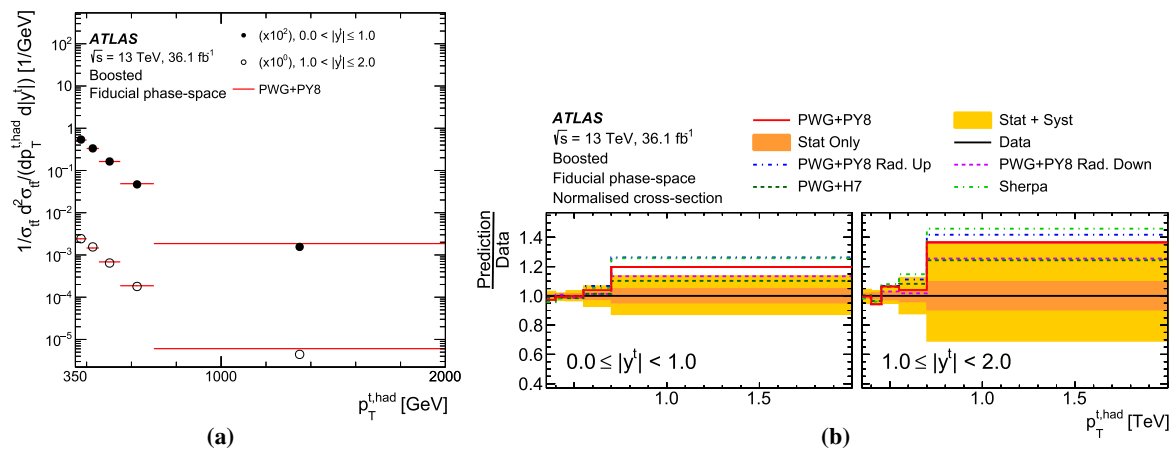 ATLAS
√s = 13 TeV, 36.1 fb⁻¹
Boosted
Fiducial phase-space
(x10²), 0.0 < |yᵗ| ≤ 1.0
(x10⁰), 1.0 < |yᵗ| ≤ 2.0
PWG+PY8
1/σ_tt̄ d²σ_tt̄/(dp_T^{t,had} d|yᵗ|) [1/GeV]
10²
10
1
10⁻¹
10⁻²
10⁻³
10⁻⁴
10⁻⁵
350 1000 2000
p_T^{t,had} [GeV]
(a)
ATLAS
√s = 13 TeV, 36.1 fb⁻¹
Boosted
Fiducial phase-space
Normalised cross-section
PWG+PY8
Stat Only
PWG+PY8 Rad. Up
PWG+H7
Stat + Syst
Data
PWG+PY8 Rad. Down
Sherpa
Prediction
Data
1.4
1.2
1.0
0.8
0.6
0.4
0.0 ≤ |yᵗ| < 1.0
1.0 ≤ |yᵗ| < 2.0
1.0 1.5 1.0 1.5
p_T^{t,had} [TeV]
(b)